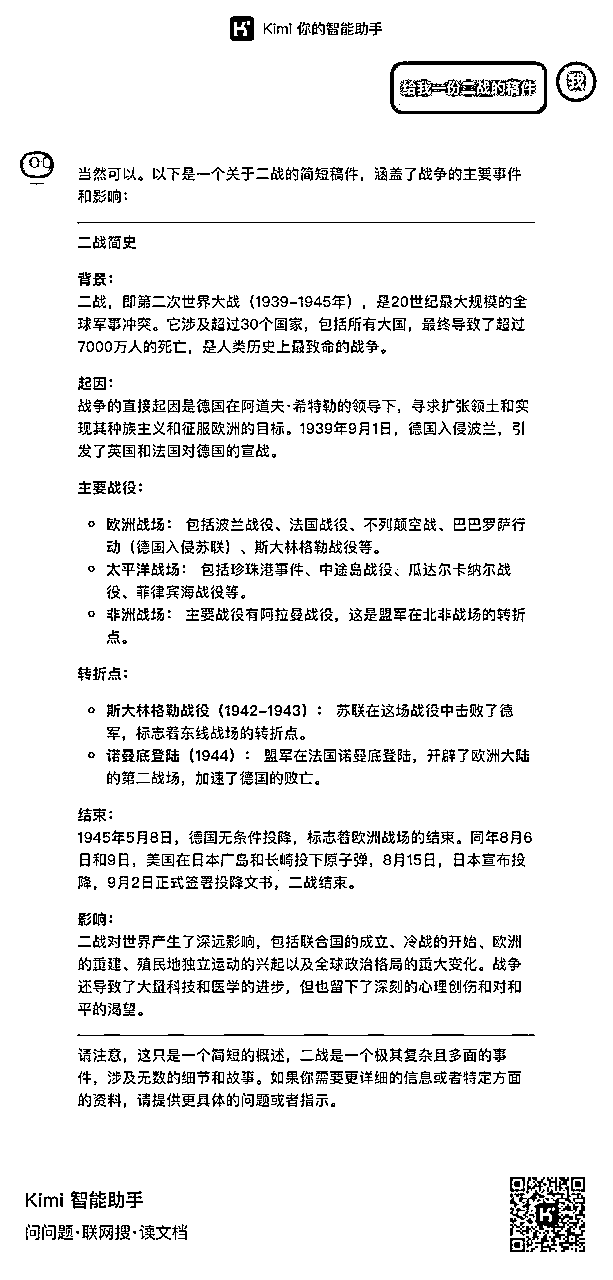 Kimi 你的智能助手
给我一份二战的稿件
我
当然可以。以下是一个关于二战的简短稿件，涵盖了战争的主要事件
和影响：
二战简史
背景：
二战，即第二次世界大战（1939-1945年），是20世纪最大规模的全
球军事冲突。它涉及超过30个国家，包括所有大国，最终导致了超过
7000万人的死亡，是人类历史上最致命的战争。
起因：
战争的直接起因是德国在阿道夫·希特勒的领导下，寻求扩张领土和实
现其种族主义和征服欧洲的目标。1939年9月1日，德国入侵波兰，引
发了英国和法国对德国的宣战。
主要战役：
欧洲战场： 包括波兰战役、法国战役、不列颠空战、巴巴罗萨行
动（德国入侵苏联）、斯大林格勒战役等。
太平洋战场： 包括珍珠港事件、中途岛战役、瓜达尔卡纳尔战
役、菲律宾海战役等。
非洲战场： 主要战役有阿拉曼战役，这是盟军在北非战场的转折
点。
转折点：
斯大林格勒战役（1942-1943）： 苏联在这场战役中击败了德
军，标志着东线战场的转折点。
诺曼底登陆（1944）： 盟军在法国诺曼底登陆，开辟了欧洲大陆
的第二战场，加速了德国的败亡。
结束：
1945年5月8日，德国无条件投降，标志着欧洲战场的结束。同年8月6
日和9日，美国在日本广岛和长崎投下原子弹，8月15日，日本宣布投
降，9月2日正式签署投降文书，二战结束。
影响：
二战对世界产生了深远影响，包括联合国的成立、冷战的开始、欧洲
的重建、殖民地独立运动的兴起以及全球政治格局的重大变化。战争
还导致了大量科技和医学的进步，但也留下了深刻的心理创伤和对和
平的渴望。
请注意，这只是一个简短的概述，二战是一个极其复杂且多面的事
件，涉及无数的细节和故事。如果你需要更详细的信息或者特定方面
的资料，请提供更具体的问题或者指示。
Kimi 智能助手
问问题·联网搜·读文档